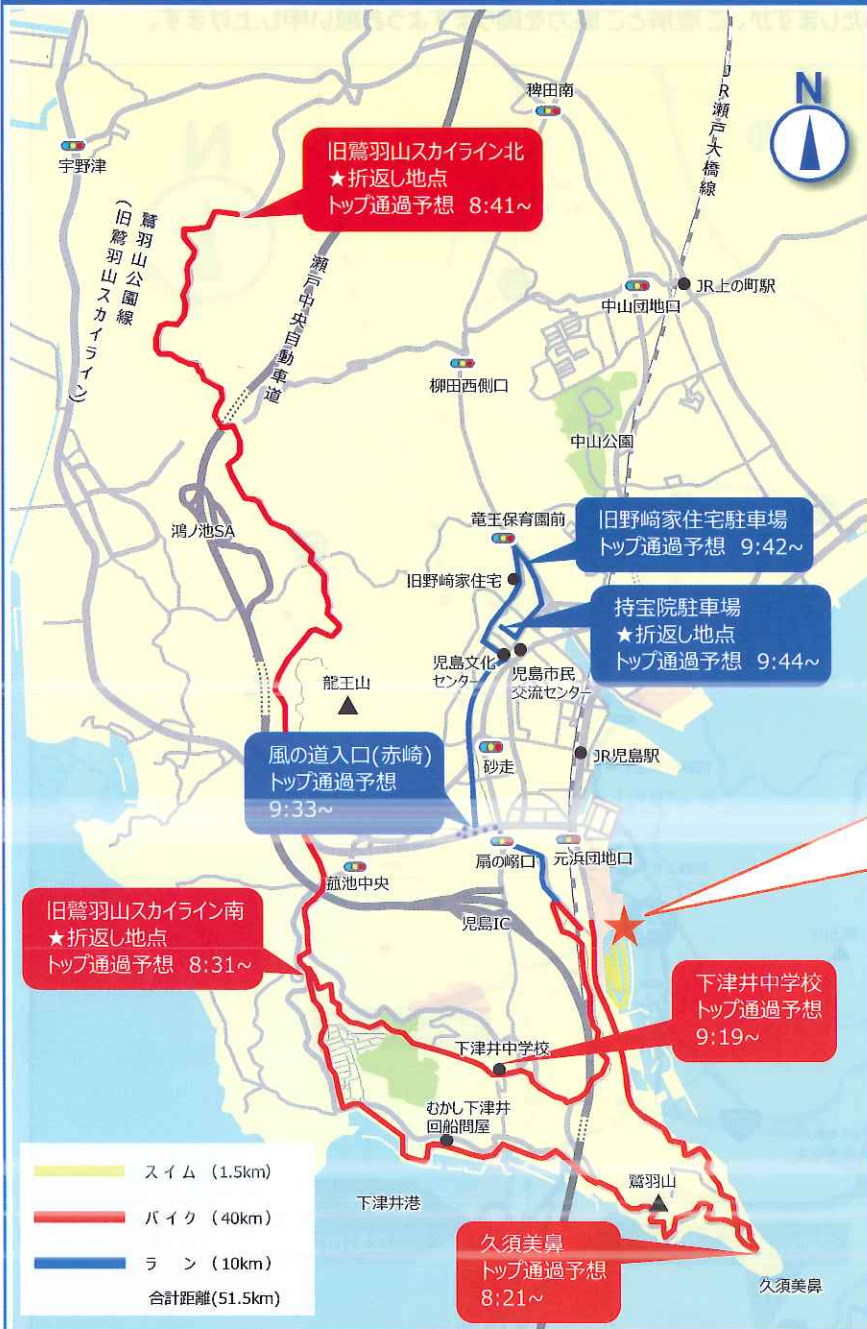 N
稗田南
JR瀬戸大橋線
宇野津
旧鷲羽山スカイライン北
★折返し地点
トップ通過予想 8:41~
鷲羽山公園線
(旧鷲羽山スカイライン)
瀬戸中央自動車道
JR上の町駅
中山団地口
柳田西側口
中山公園
鴻ノ池SA
竜王保育園前
旧野﨑家住宅駐車場
トップ通過予想 9:42~
旧野﨑家住宅
持宝院駐車場
★折返し地点
トップ通過予想 9:44~
児島文化
センター
児島市民
交流センター
龍王山
風の道入口(赤崎)
トップ通過予想
9:33~
砂走
JR児島駅
扇の嵶口
元浜団地口
菰池中央
児島IC
旧鷲羽山スカイライン南
★折返し地点
トップ通過予想 8:31~
下津井中学校
トップ通過予想
9:19~
下津井中学校
むかし下津井
回船問屋
鷲羽山
下津井港
久須美鼻
トップ通過予想
8:21~
久須美鼻
スイム (1.5km)
バイク (40km)
ラン (10km)
合計距離(51.5km)